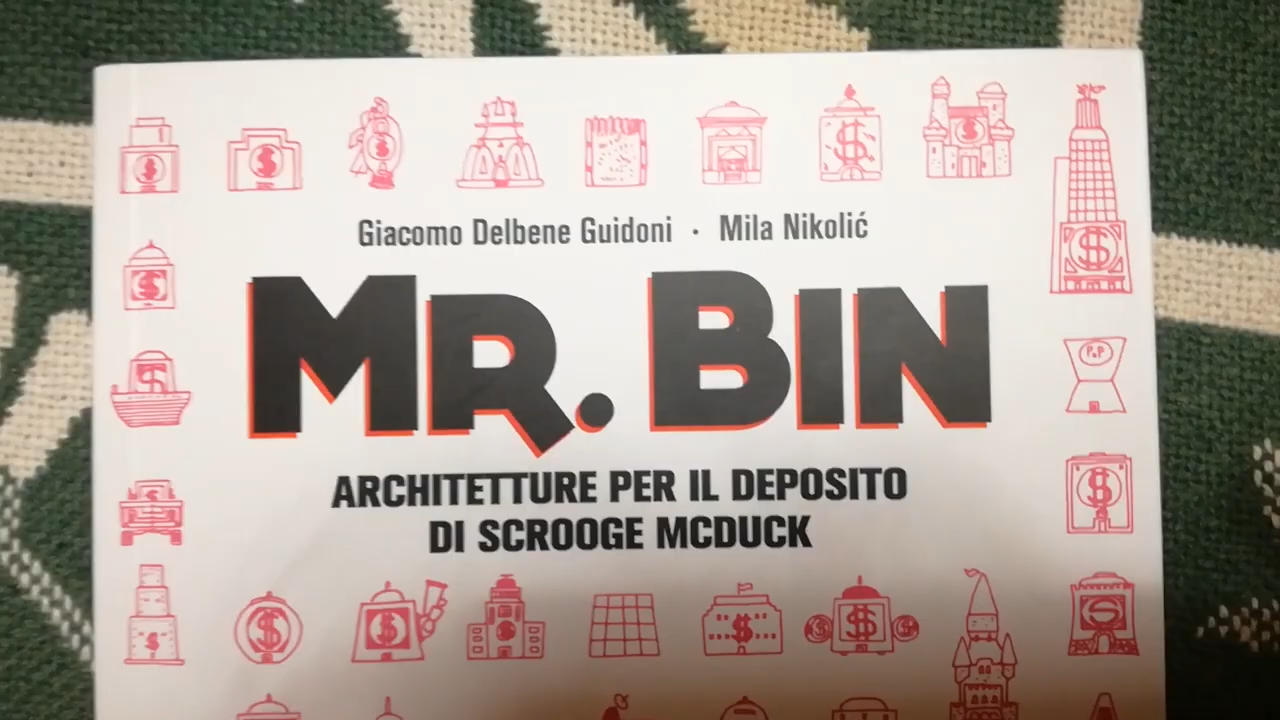 Giacomo Delbene Guidoni · Mila Nikolić
MR. BIN
ARCHITETTURE PER IL DEPOSITO
DI SCROOGE MCDUCK